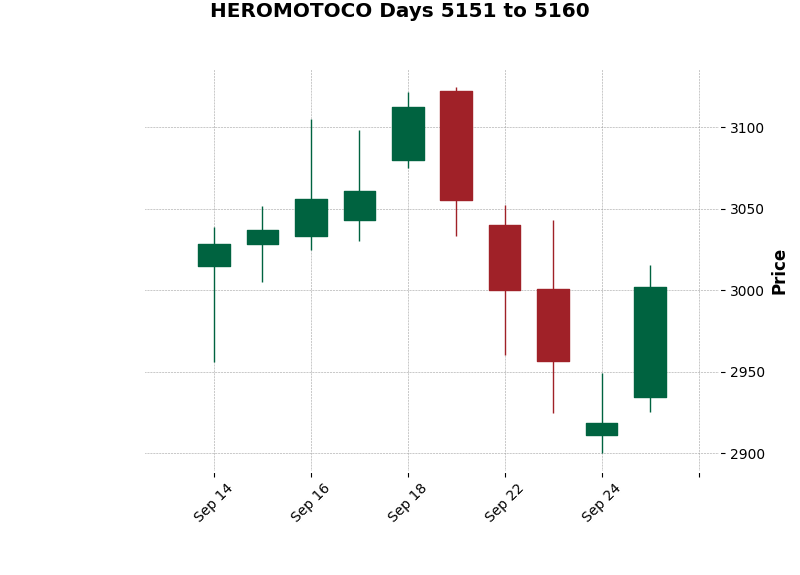 HEROMOTOCO Days 5151 to 5160
3100
3050
3000
2950
2900
Price
Sep 14
Sep 16
Sep 18
Sep 22
Sep 24